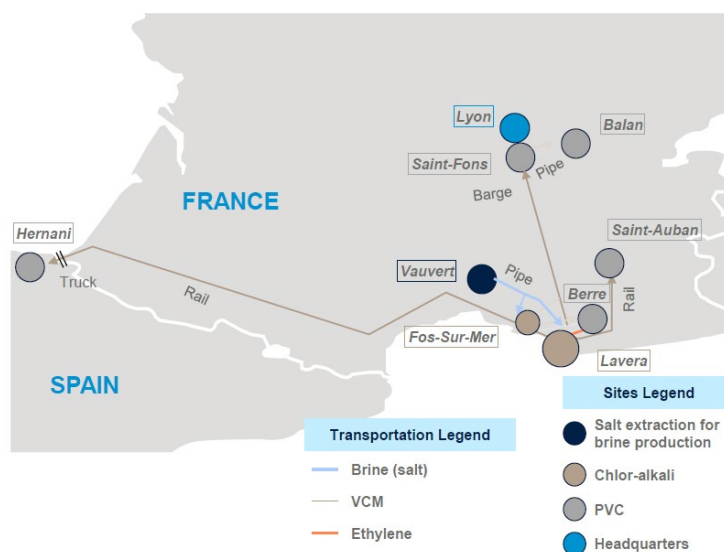 Lyon
Balan
Saint-Fons
Pipe
Barge
FRANCE
Hernani
Saint-Auban
Truck
Vauvert
Pipe
Berre
Rail
Rail
Fos-Sur-Mer
Lavera
SPAIN
Transportation Legend
Brine (salt)
VCM
Ethylene
Sites Legend
Salt extraction for
brine production
Chlor-alkali
PVC
Headquarters